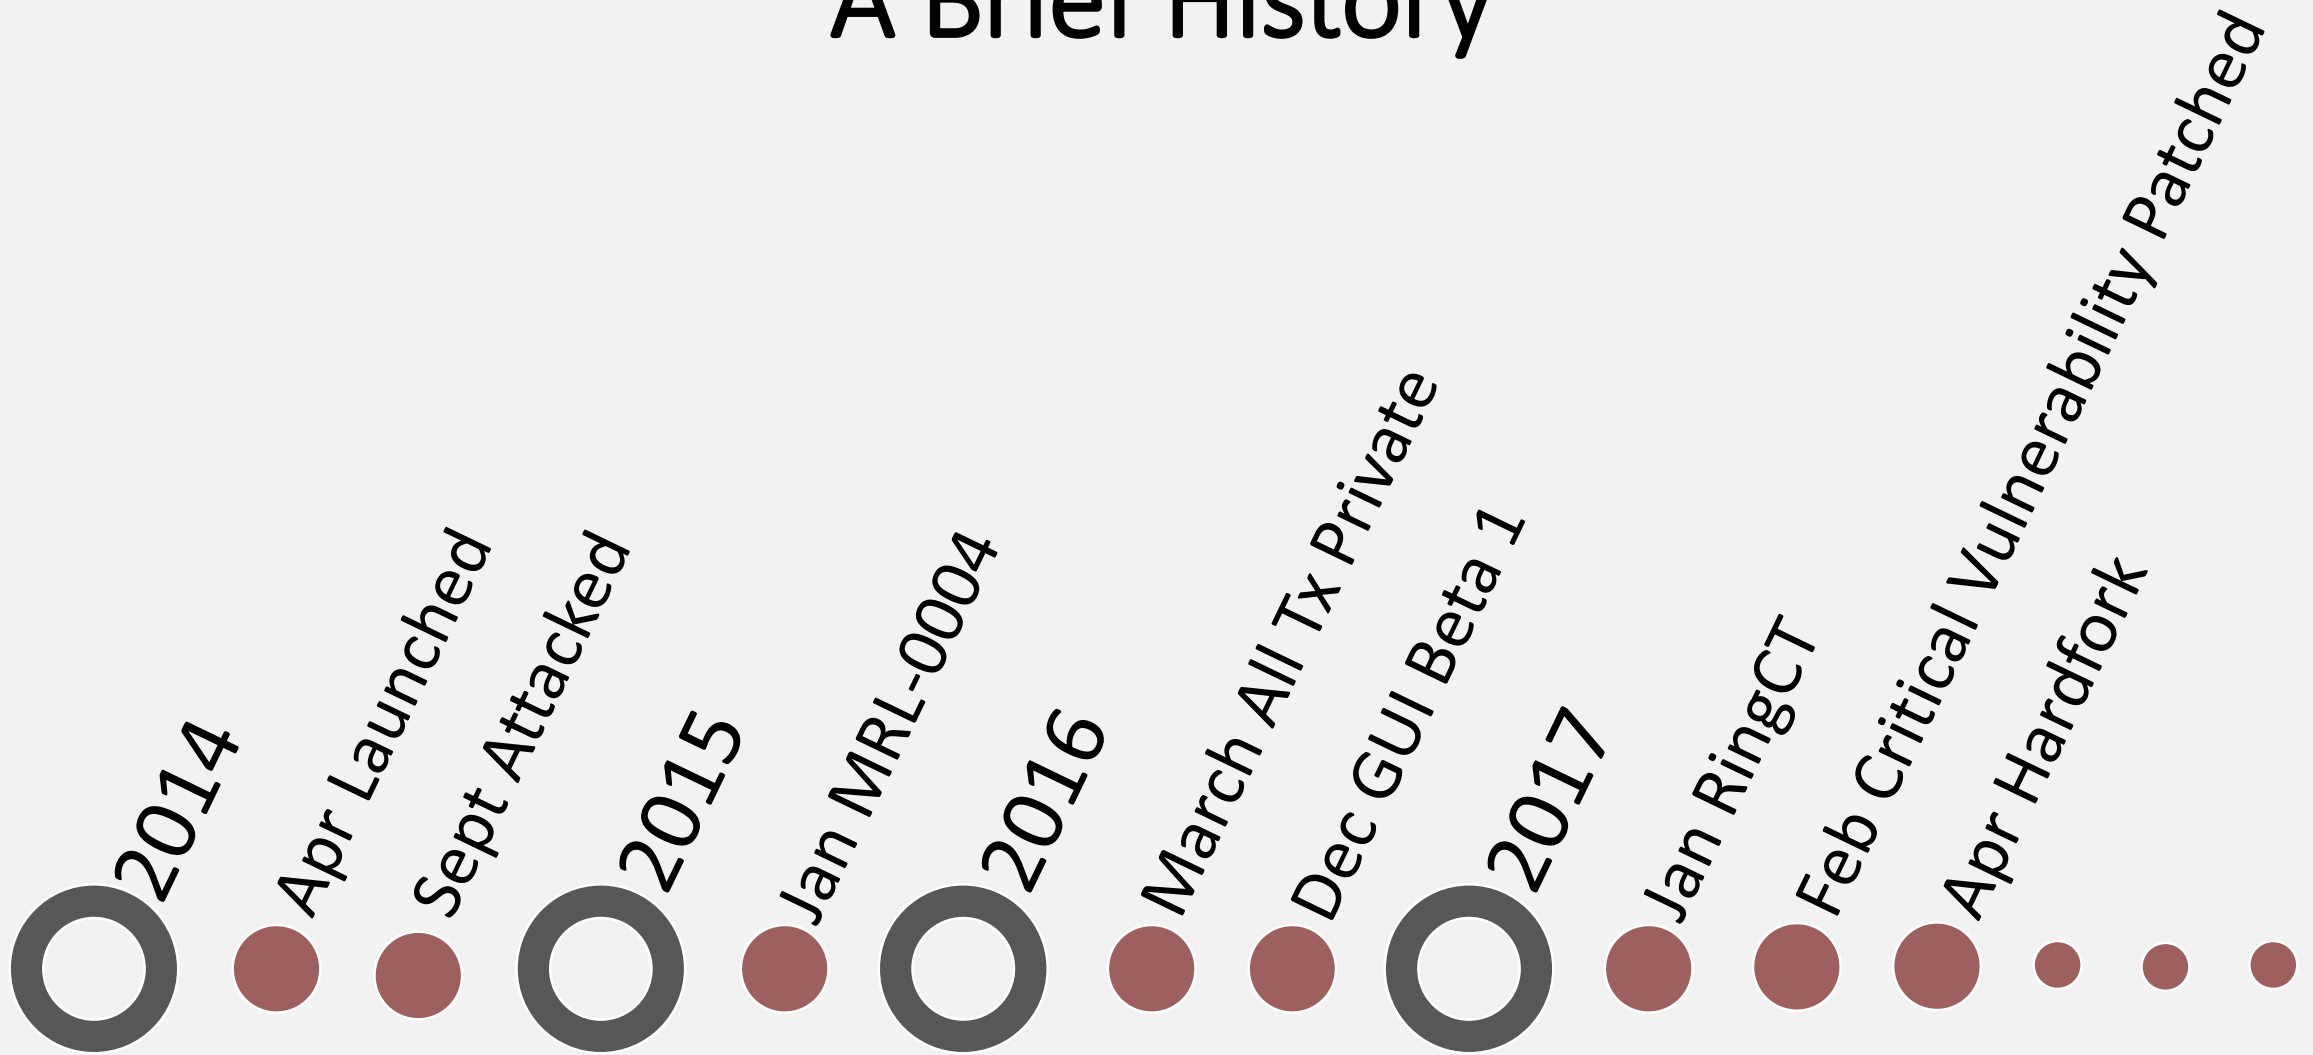 A Brief History
2014
Apr Launched
Sept Attacked
2015
Jan MRL-0004
2016
March All Tx Private
Dec GUI Beta 1
2017
Jan RingCT
Feb Critical Vulnerability Patched
Apr Hardfork